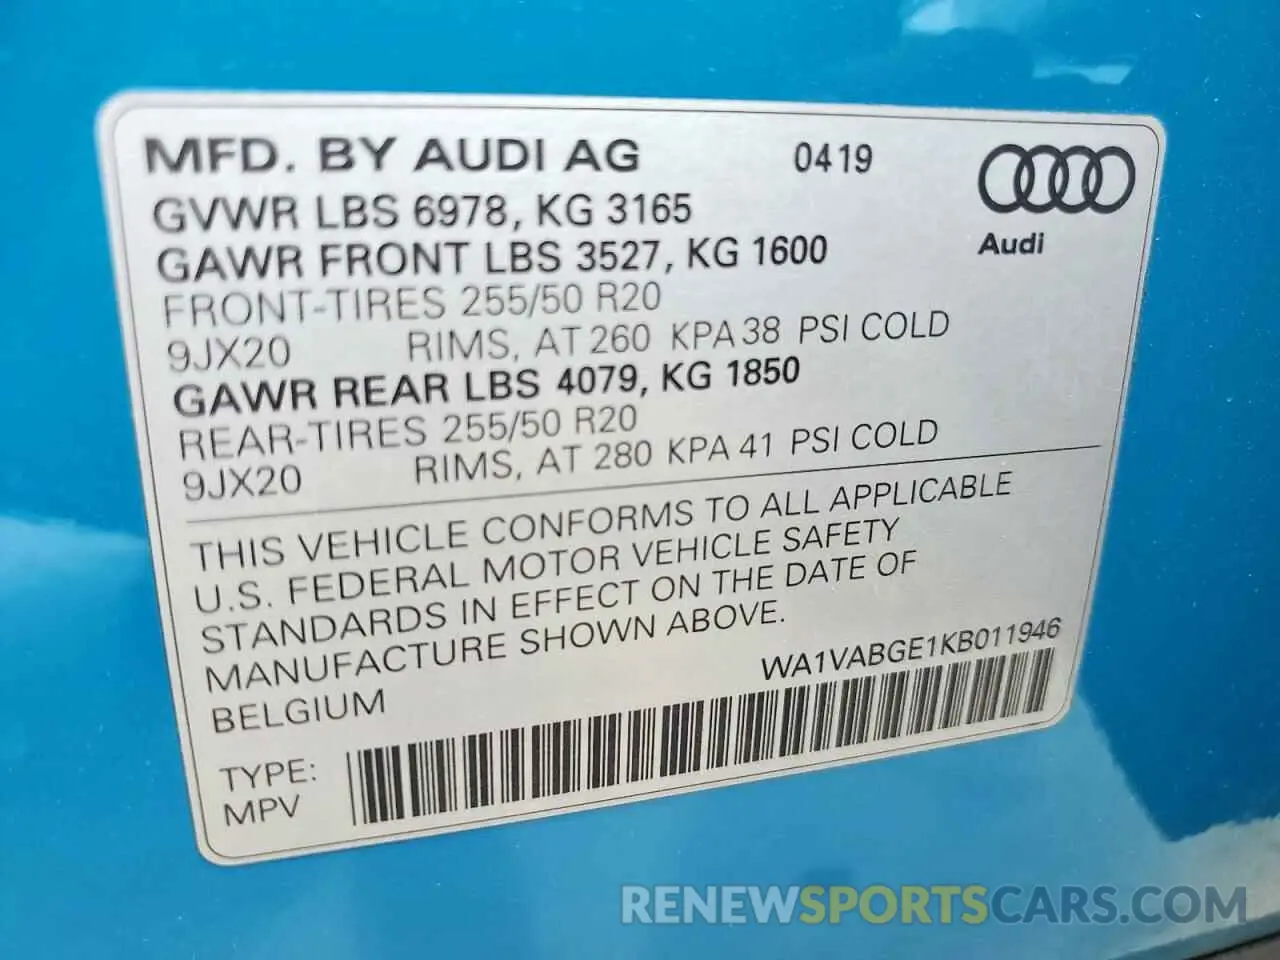 MFD. BY AUDI AG 0419
GVWR LBS 6978, KG 3165
GAWR FRONT LBS 3527, KG 1600
Audi
FRONT-TIRES 255/50 R20
9JX20 RIMS, AT 260 KPA 38 PSI COLD
GAWR REAR LBS 4079, KG 1850
REAR-TIRES 255/50 R20
9JX20 RIMS, AT 280 KPA 41 PSI COLD
THIS VEHICLE CONFORMS TO ALL APPLICABLE
U.S. FEDERAL MOTOR VEHICLE SAFETY
STANDARDS IN EFFECT ON THE DATE OF
MANUFACTURE SHOWN ABOVE.
BELGIUM WA1VABGE1KB011946
TYPE:
MPV
RENEWSPORTSCARS.COM